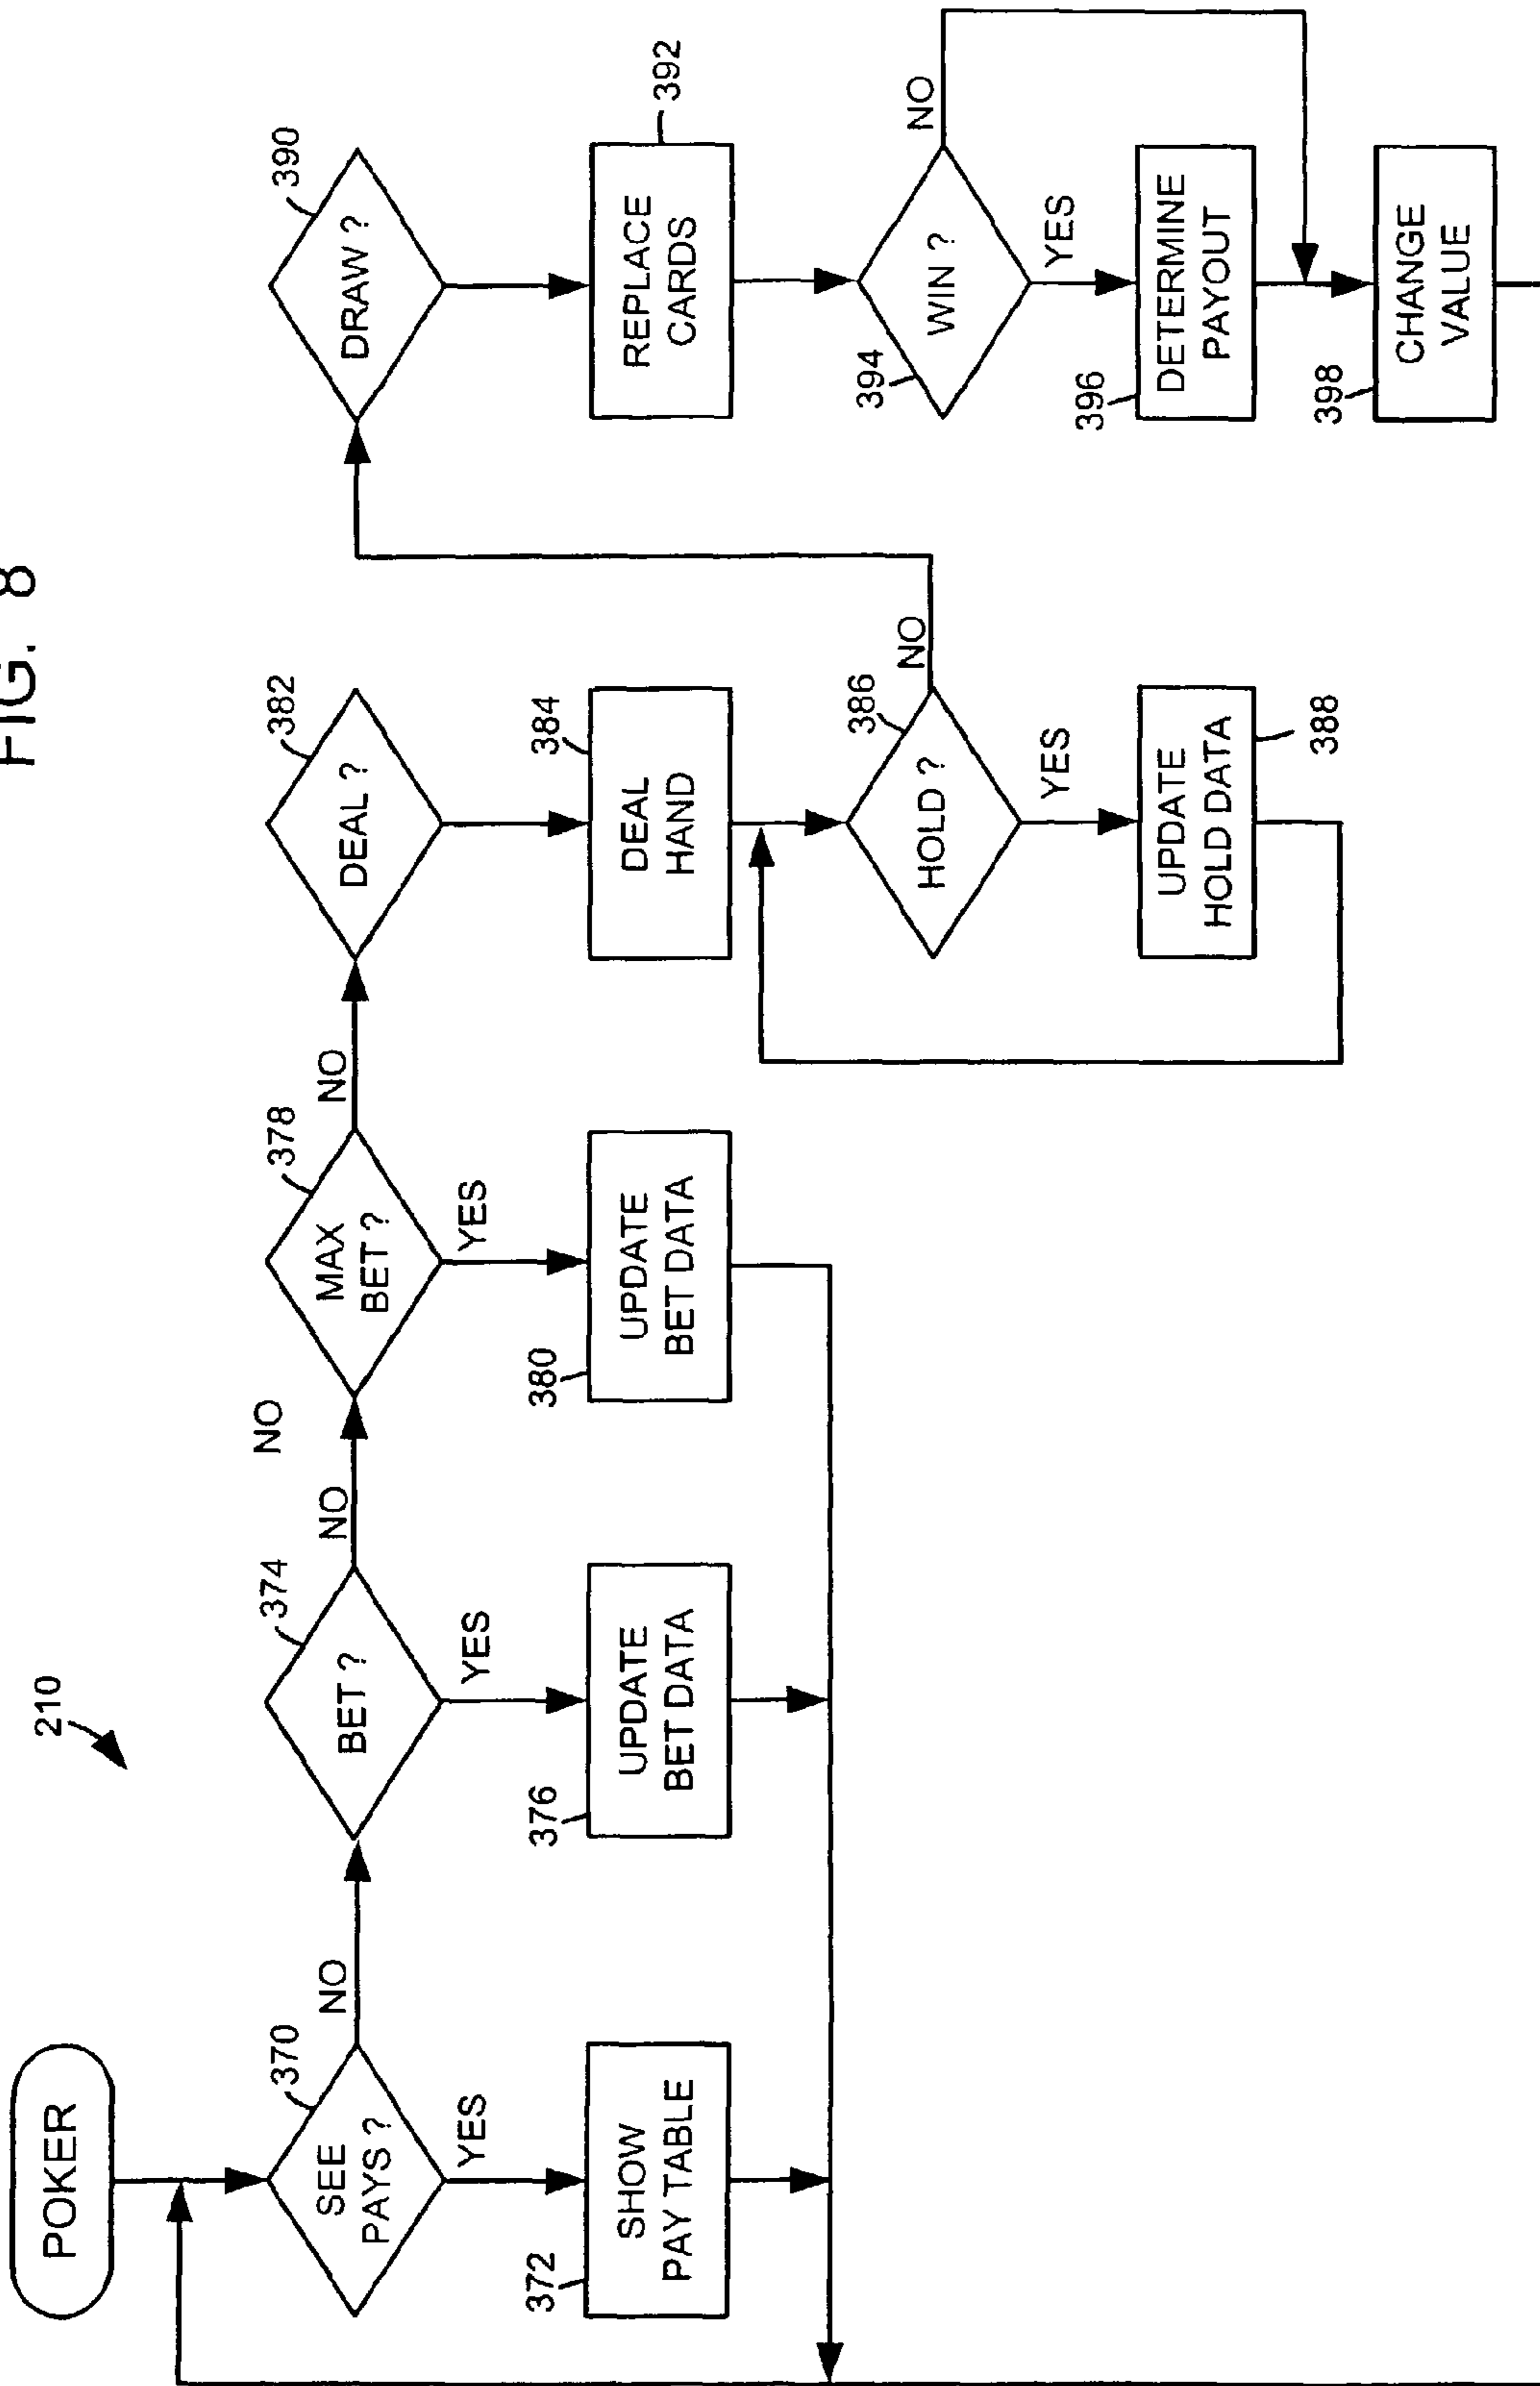 FIG. 8
210
POKER
370
SEE
PAYS ?
NO
YES
372
SHOW
PAY TABLE
374
BET ?
NO
YES
376
UPDATE
BET DATA
NO
378
MAX
BET ?
NO
YES
380
UPDATE
BET DATA
382
DEAL ?
384
DEAL
HAND
386
HOLD ?
NO
YES
UPDATE
HOLD DATA
388
390
DRAW ?
REPLACE
CARDS
392
394
WIN ?
NO
YES
396
DETERMINE
PAYOUT
398
CHANGE
VALUE